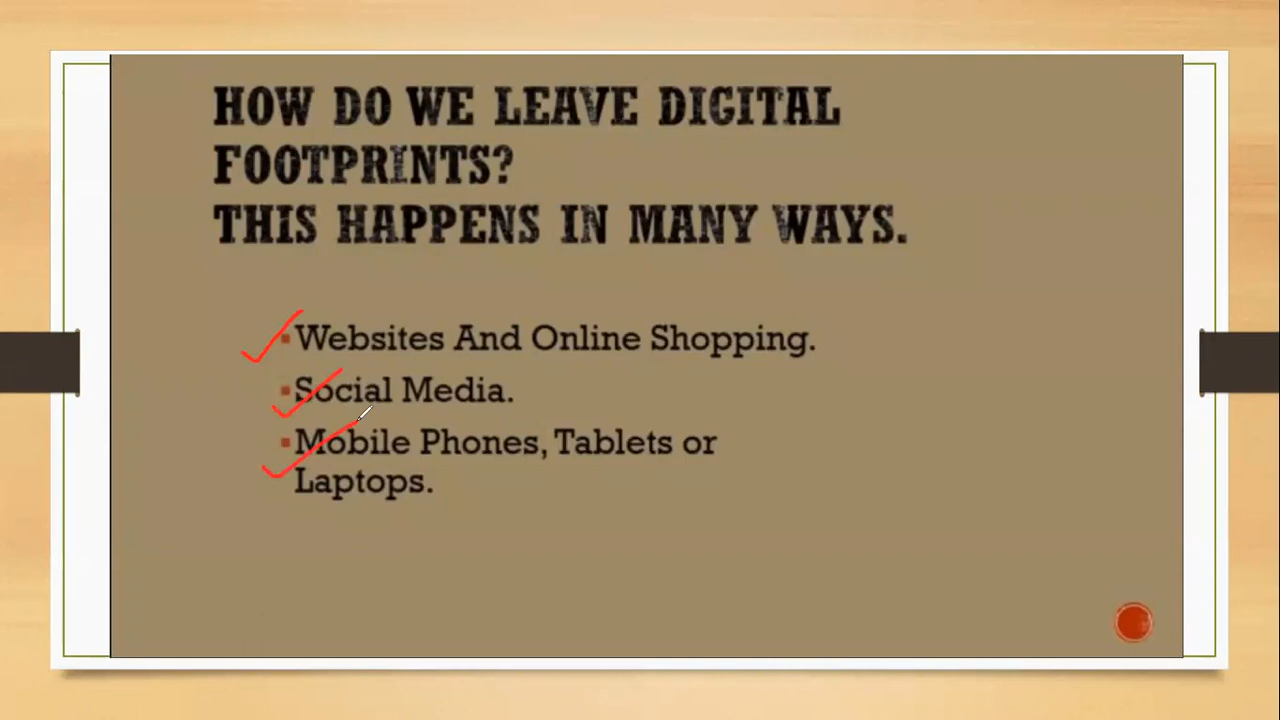 HOW DO WE LEAVE DIGITAL
FOOTPRINTS?
THIS HAPPENS IN MANY WAYS.
Websites And Online Shopping.
Social Media.
Mobile Phones, Tablets or
Laptops.